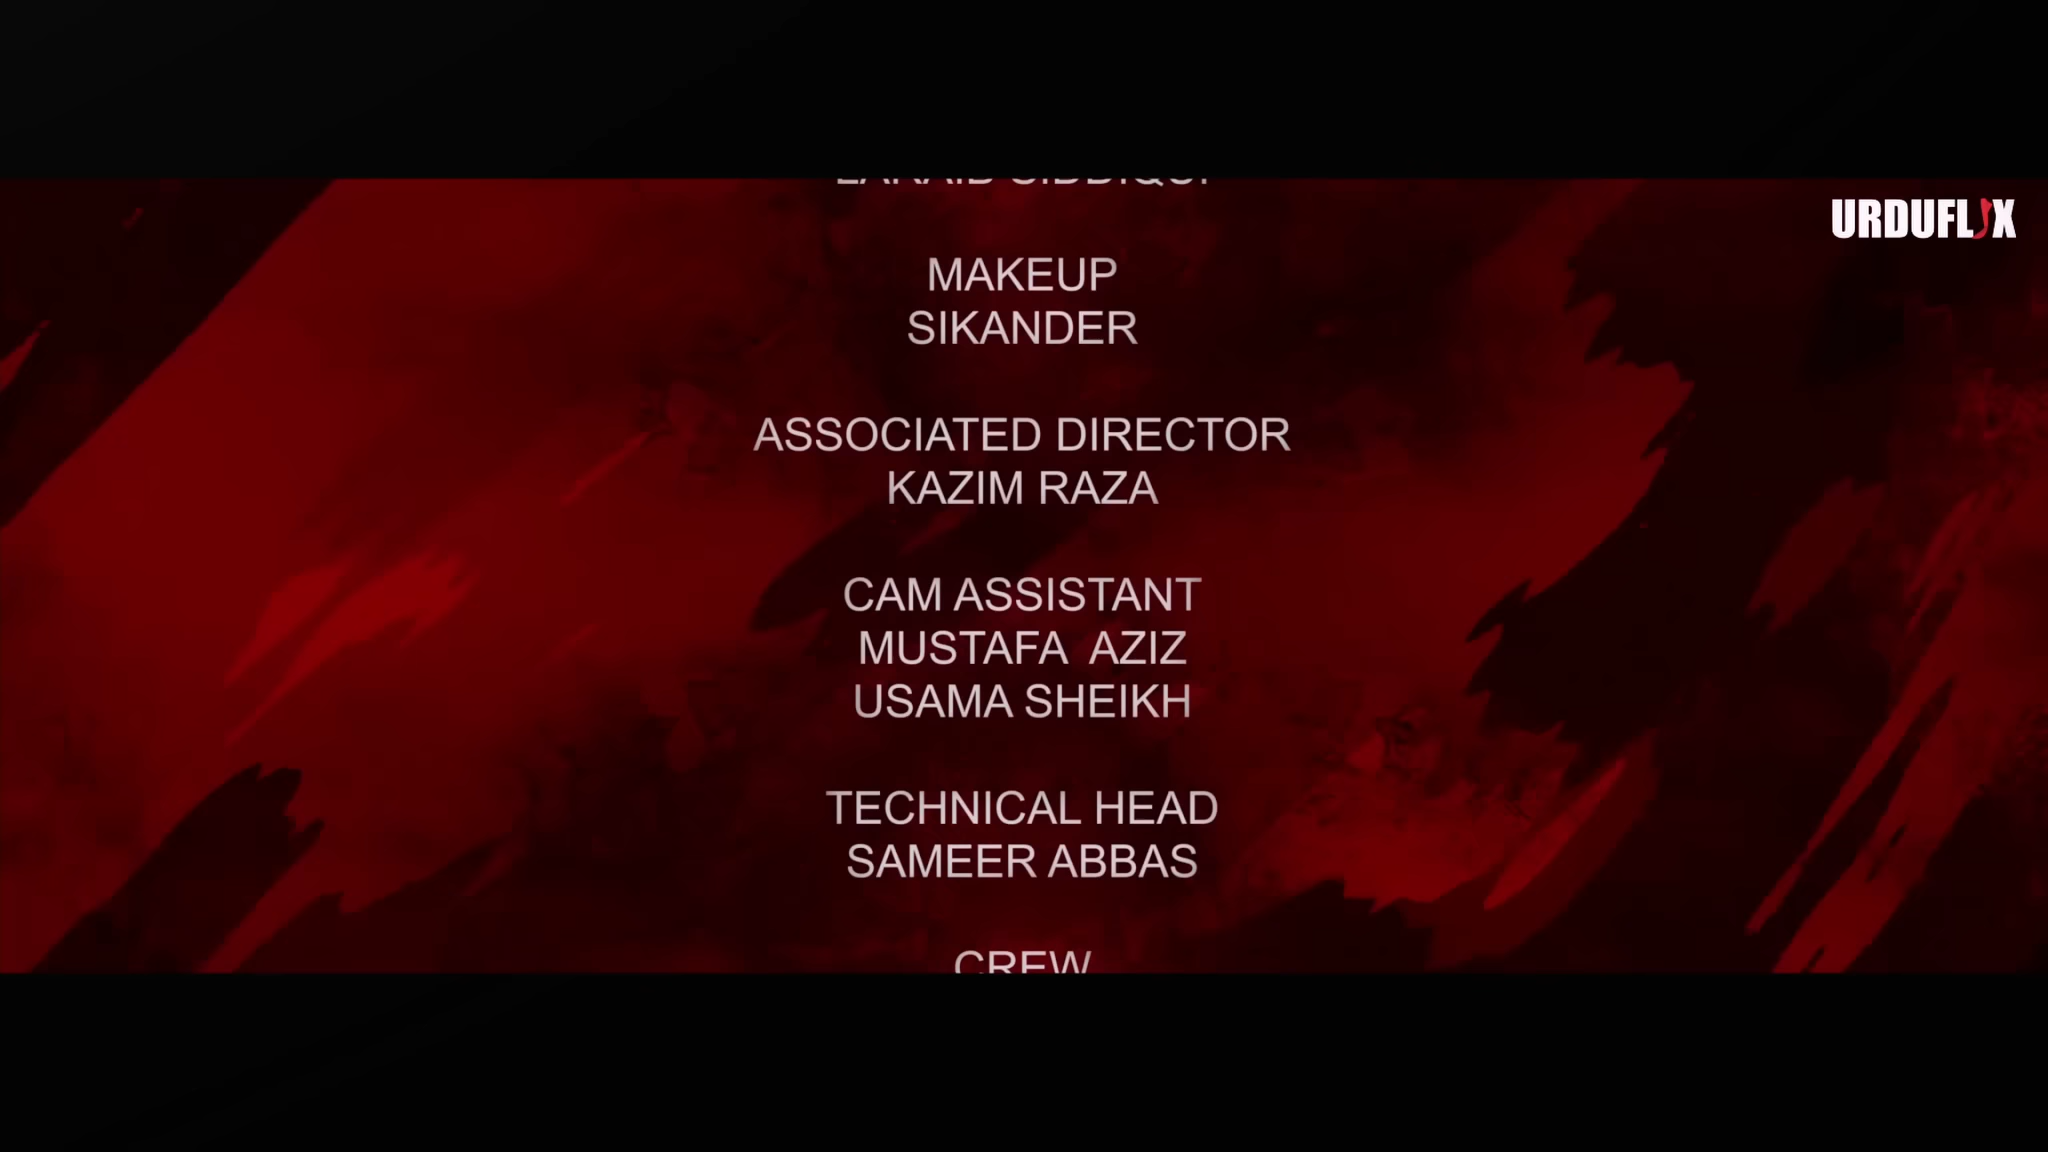 URDUFLIX
MAKEUP
SIKANDER
ASSOCIATED DIRECTOR
KAZIM RAZA
CAM ASSISTANT
MUSTAFA  AZIZ
USAMA SHEIKH
TECHNICAL HEAD
SAMEER ABBAS
CREW